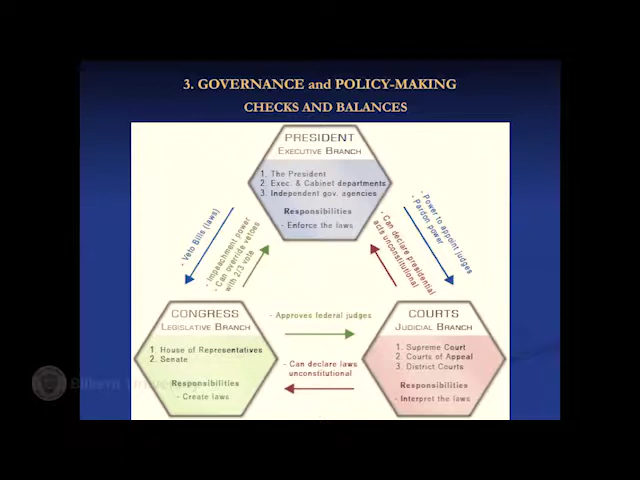 3. GOVERNANCE and POLICY-MAKING
CHECKS AND BALANCES
PRESIDENT
EXECUTIVE BRANCH
1. The President
2. Exec. & Cabinet departments
3. Independent gov. agencies
Responsibilities
- Enforce the laws
- Veto Bills (laws)
- Impeachment power
- Can override vetoes
with 2/3 vote
- Can declare presidential
acts unconstitutional
- Power to appoint judges
- Pardon power
CONGRESS
LEGISLATIVE BRANCH
1. House of Representatives
2. Senate
Responsibilities
- Create laws
- Approves federal judges
- Can declare laws
unconstitutional
COURTS
JUDICIAL BRANCH
1. Supreme Court
2. Courts of Appeal
3. District Courts
Responsibilities
- Interpret the laws
Bilkent University